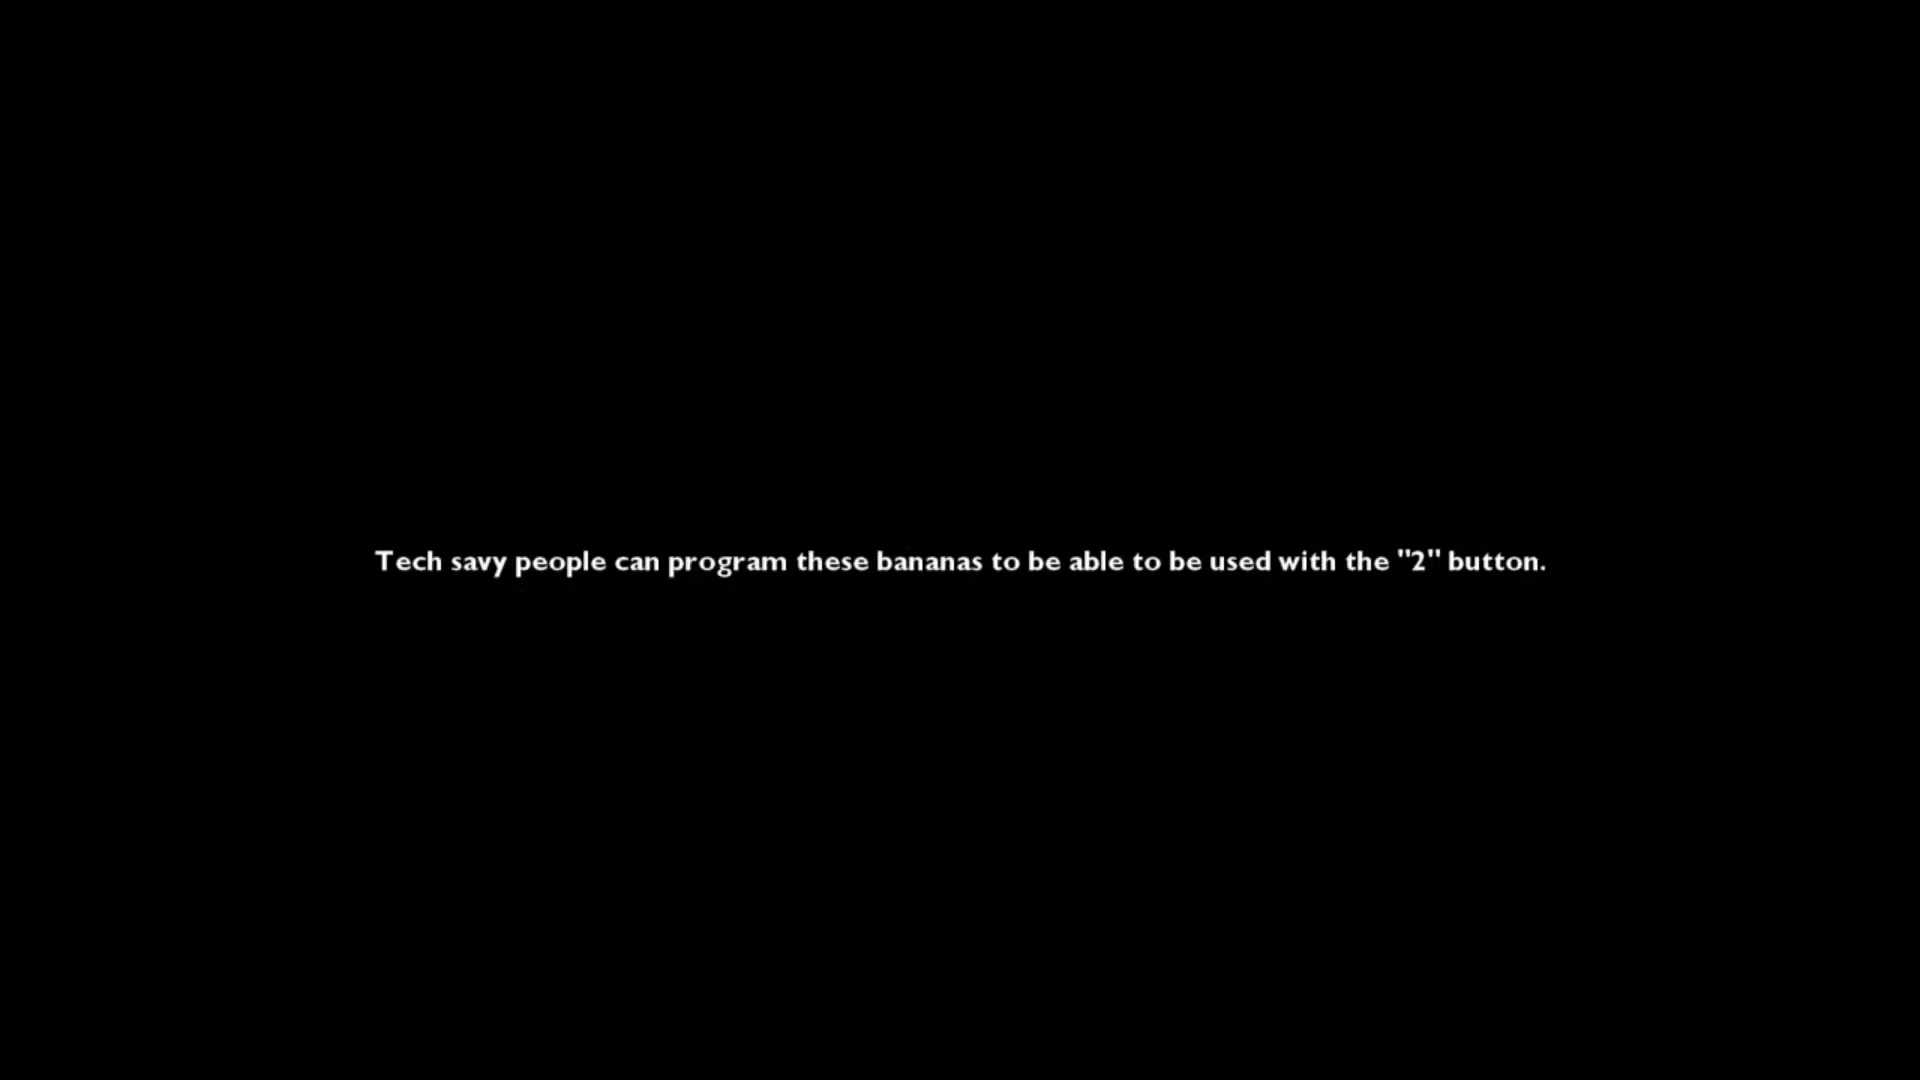 Tech savy people can program these bananas to be able to be used with the "2" button.